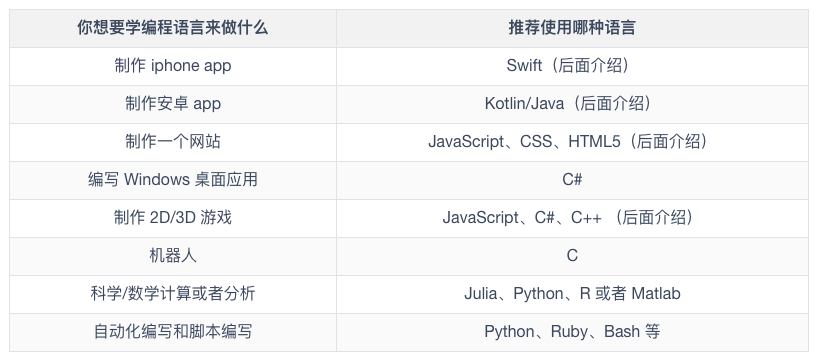 你想要学编程语言来做什么 推荐使用哪种语言
制作 iphone app Swift（后面介绍）
制作安卓 app Kotlin/Java（后面介绍）
制作一个网站 JavaScript、CSS、HTML5（后面介绍）
编写 Windows 桌面应用 C#
制作 2D/3D 游戏 JavaScript、C#、C++ （后面介绍）
机器人 C
科学/数学计算或者分析 Julia、Python、R 或者 Matlab
自动化编写和脚本编写 Python、Ruby、Bash 等